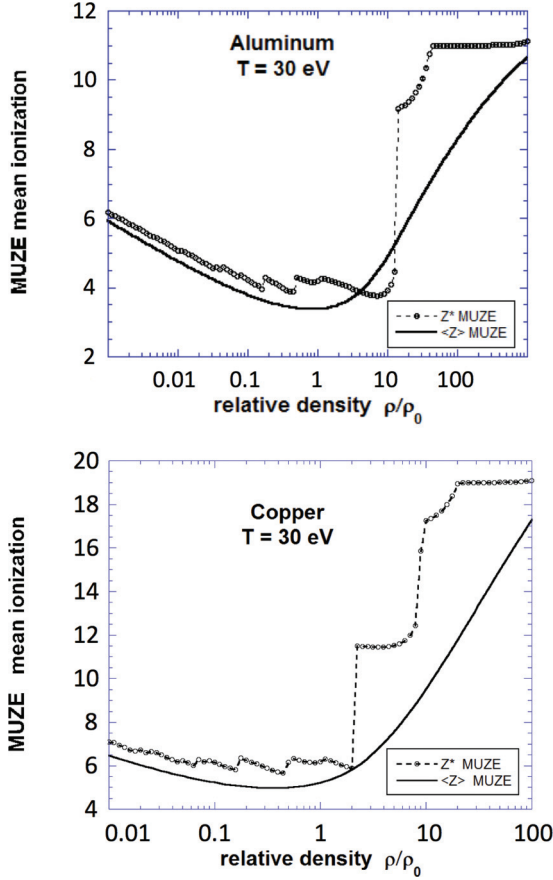 Aluminum
T = 30 eV
MUZE mean ionization
12
10
8
6
4
2
Z* MUZE
<Z> MUZE
0.01 0.1 1 10 100
relative density ρ/ρ0
Copper
T = 30 eV
MUZE mean ionization
20
18
16
14
12
10
8
6
4
Z* MUZE
<Z> MUZE
0.01 0.1 1 10 100
relative density ρ/ρ0